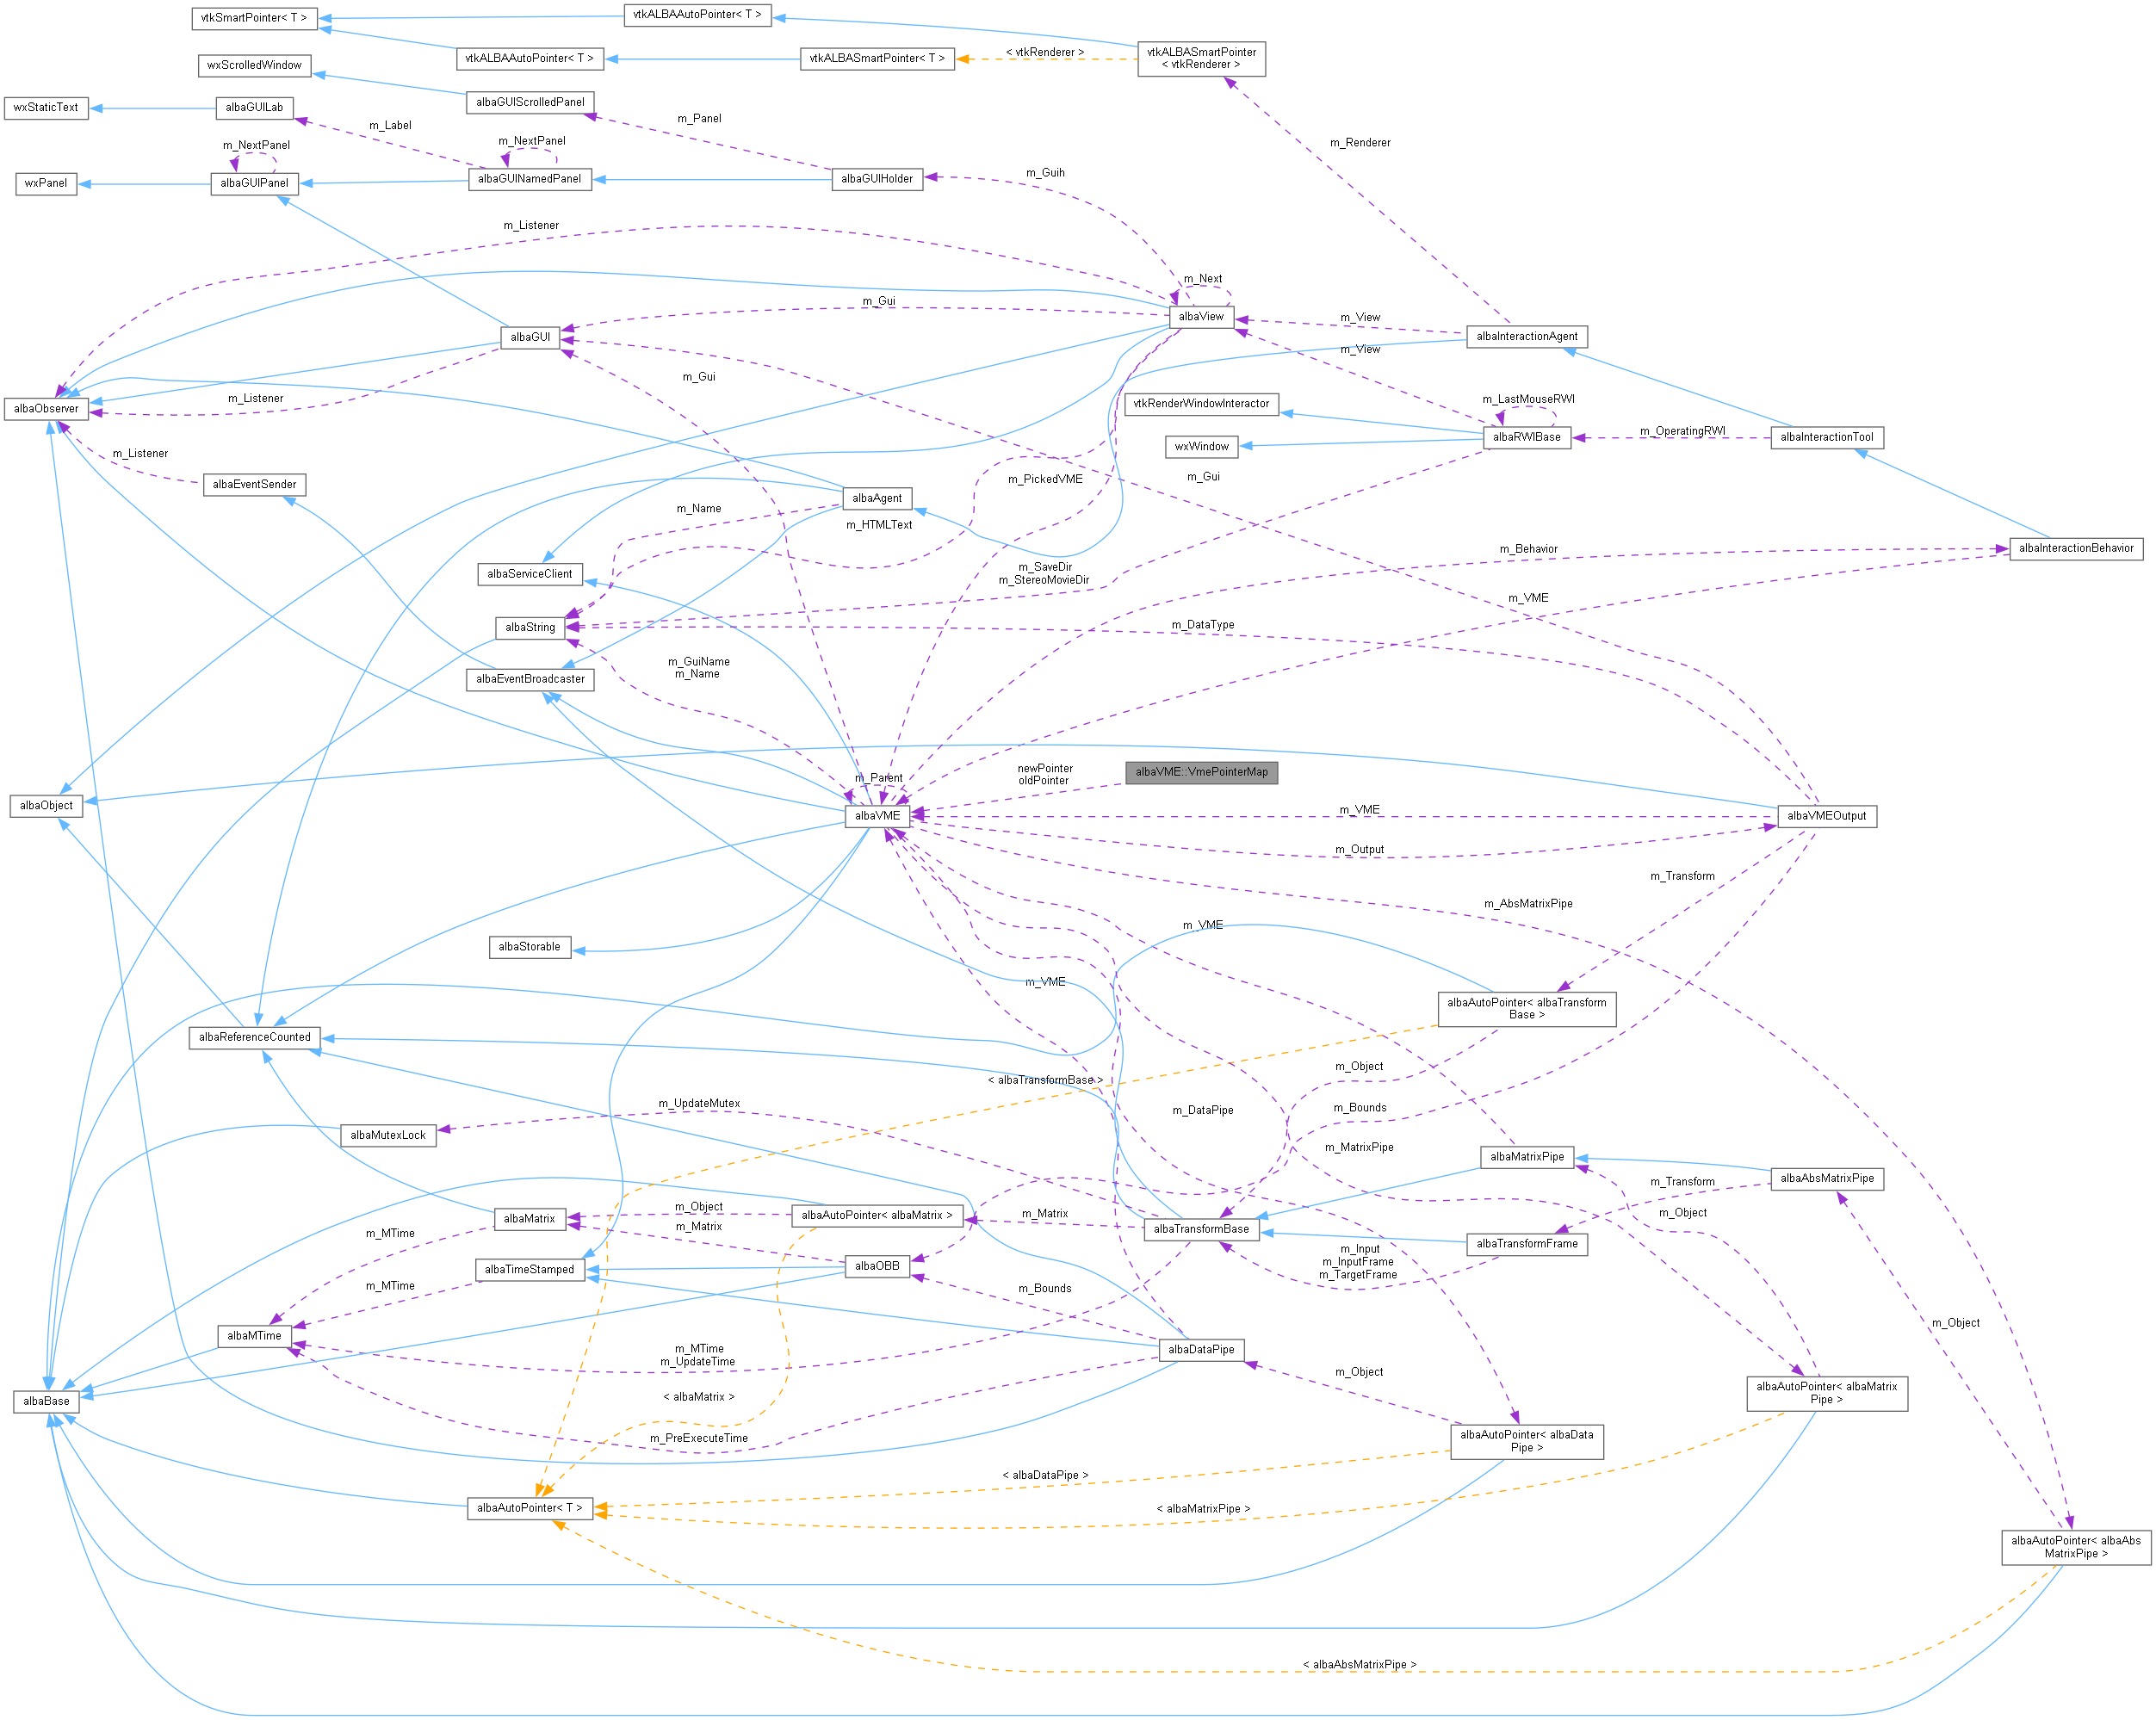 vtkSmartPointer< T >
vtkALBAAutoPointer< T >
vtkALBAAutoPointer< T >
vtkALBASmartPointer< T >
< vtkRenderer >
vtkALBASmartPointer
< vtkRenderer >
wxScrolledWindow
wxStaticText
albaGUILab
albaGUIScrolledPanel
m_Label
m_Panel
m_NextPanel
m_NextPanel
m_Renderer
wxPanel
albaGUIPanel
albaGUINamedPanel
albaGUIHolder
m_Guih
m_Listener
m_Next
m_Gui
albaView
m_View
albaInteractionAgent
albaGUI
m_View
m_Gui
m_Listener
albaObserver
vtkRenderWindowInteractor
m_LastMouseRWI
albaRWIBase
m_OperatingRWI
albaInteractionTool
wxWindow
m_Listener
albaEventSender
m_PickedVME
m_Gui
albaAgent
m_Name
m_HTMLText
m_Behavior
albaInteractionBehavior
albaServiceClient
m_SaveDir
m_StereoMovieDir
m_VME
albaString
m_DataType
m_GuiName
m_Name
albaEventBroadcaster
m_Parent
newPointer
oldPointer
albaVME::VmePointerMap
albaObject
albaVME
m_VME
albaVMEOutput
m_Output
m_Transform
m_AbsMatrixPipe
m_VME
albaStorable
m_VME
albaAutoPointer< albaTransform
Base >
albaReferenceCounted
< albaTransformBase >
m_Object
m_UpdateMutex
m_DataPipe
m_Bounds
albaMutexLock
m_MatrixPipe
albaMatrixPipe
albaAbsMatrixPipe
m_Transform
m_Object
albaMatrix
m_Object
albaAutoPointer< albaMatrix >
m_Matrix
albaTransformBase
m_Matrix
m_MTime
albaTransformFrame
m_Object
m_Input
m_InputFrame
m_TargetFrame
albaTimeStamped
albaOBB
m_MTime
m_Bounds
m_Object
albaMTime
m_MTime
m_UpdateTime
albaDataPipe
m_Object
albaBase
< albaMatrix >
albaAutoPointer< albaMatrix
Pipe >
m_PreExecuteTime
albaAutoPointer< albaData
Pipe >
< albaDataPipe >
albaAutoPointer< T >
< albaMatrixPipe >
albaAutoPointer< albaAbs
MatrixPipe >
< albaAbsMatrixPipe >